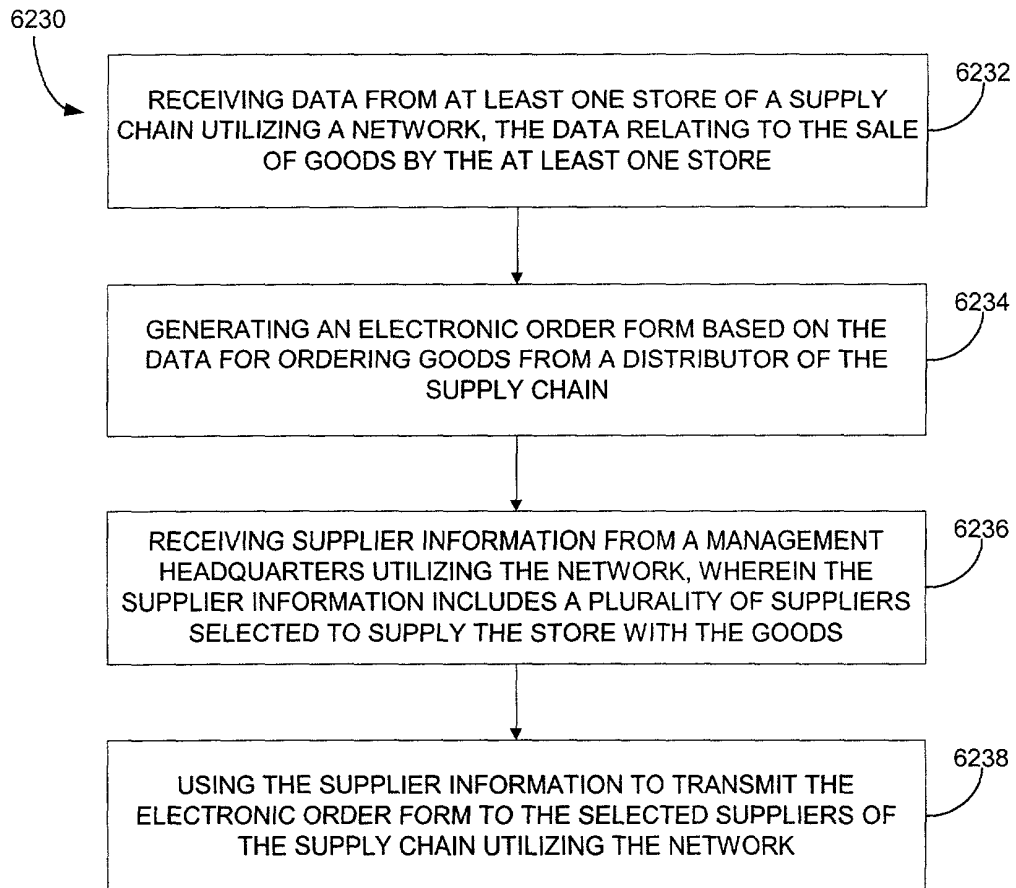 6230
6232
RECEIVING DATA FROM AT LEAST ONE STORE OF A SUPPLY
CHAIN UTILIZING A NETWORK, THE DATA RELATING TO THE SALE
OF GOODS BY THE AT LEAST ONE STORE
6234
GENERATING AN ELECTRONIC ORDER FORM BASED ON THE
DATA FOR ORDERING GOODS FROM A DISTRIBUTOR OF THE
SUPPLY CHAIN
6236
RECEIVING SUPPLIER INFORMATION FROM A MANAGEMENT
HEADQUARTERS UTILIZING THE NETWORK, WHEREIN THE
SUPPLIER INFORMATION INCLUDES A PLURALITY OF SUPPLIERS
SELECTED TO SUPPLY THE STORE WITH THE GOODS
6238
USING THE SUPPLIER INFORMATION TO TRANSMIT THE
ELECTRONIC ORDER FORM TO THE SELECTED SUPPLIERS OF
THE SUPPLY CHAIN UTILIZING THE NETWORK